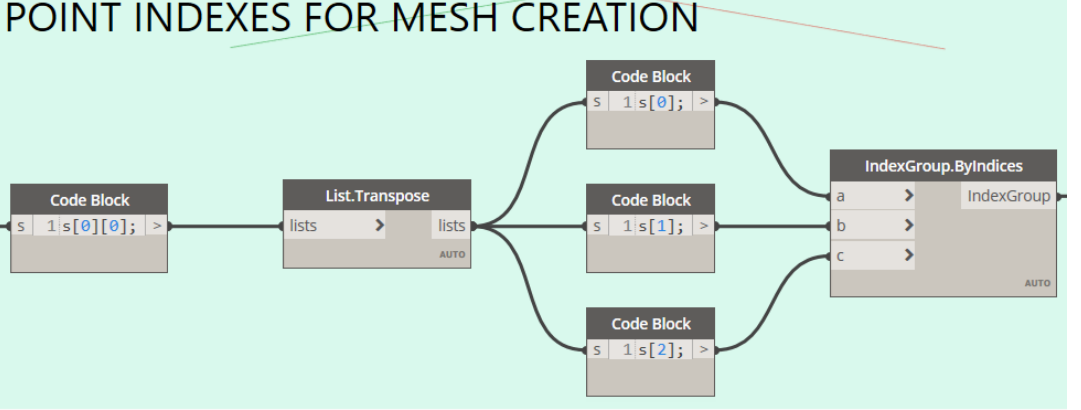 POINT INDEXES FOR MESH CREATION
Code Block
s 1 s[0][0]; >
List.Transpose
lists > lists
AUTO
Code Block
s 1 s[0]; >
Code Block
s 1 s[1]; >
Code Block
s 1 s[2]; >
IndexGroup.ByIndices
a > IndexGroup
b >
c >
AUTO